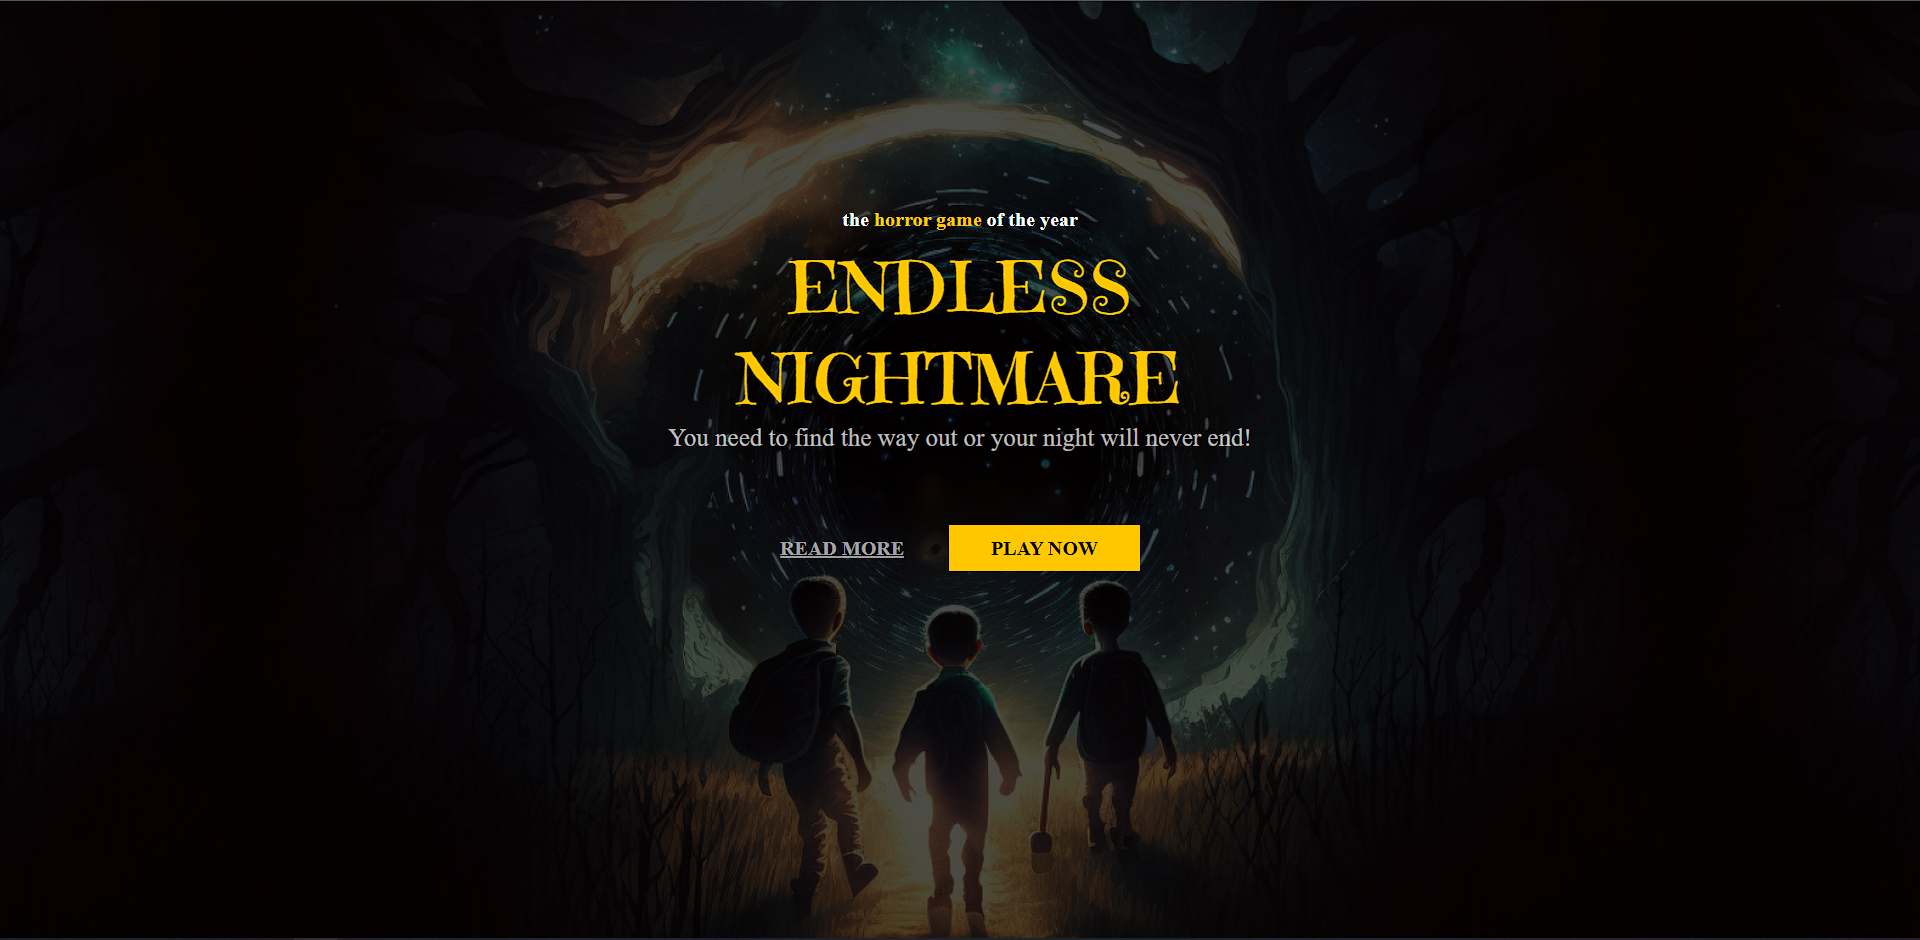 the horror game of the year
ENDLESS
NIGHTMARE
You need to find the way out or your night will never end!
READ MORE
PLAY NOW